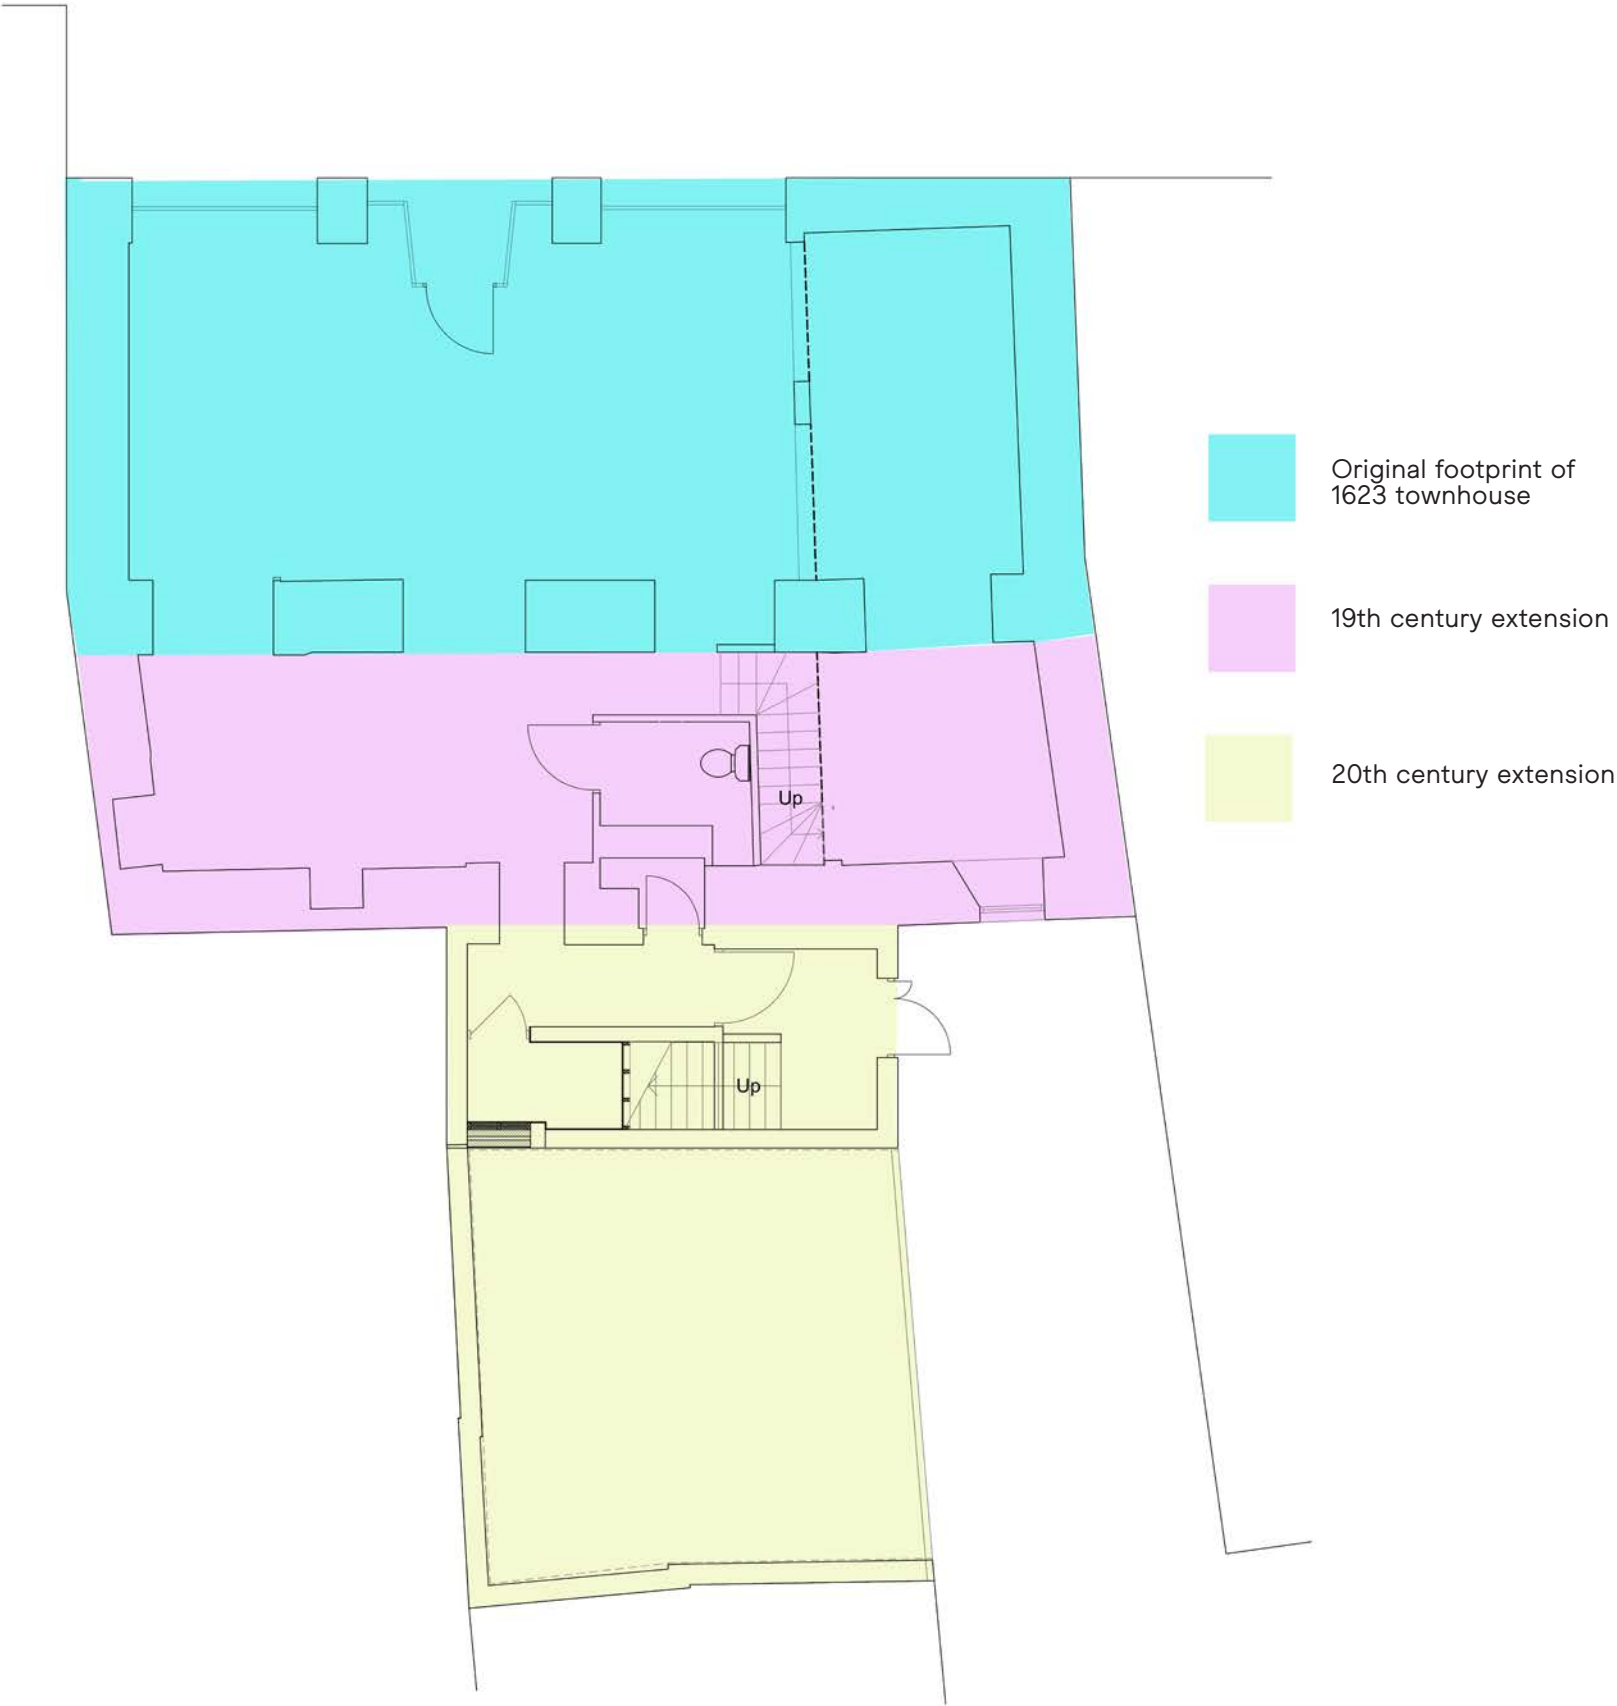 Original footprint of
1623 townhouse
19th century extension
20th century extension
Up
Up